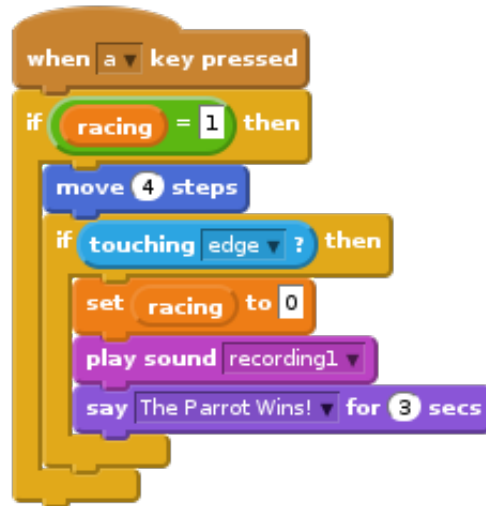 when a key pressed
if racing = 1 then
move 4 steps
if touching edge ? then
set racing to 0
play sound recording1
say The Parrot Wins! for 3 secs